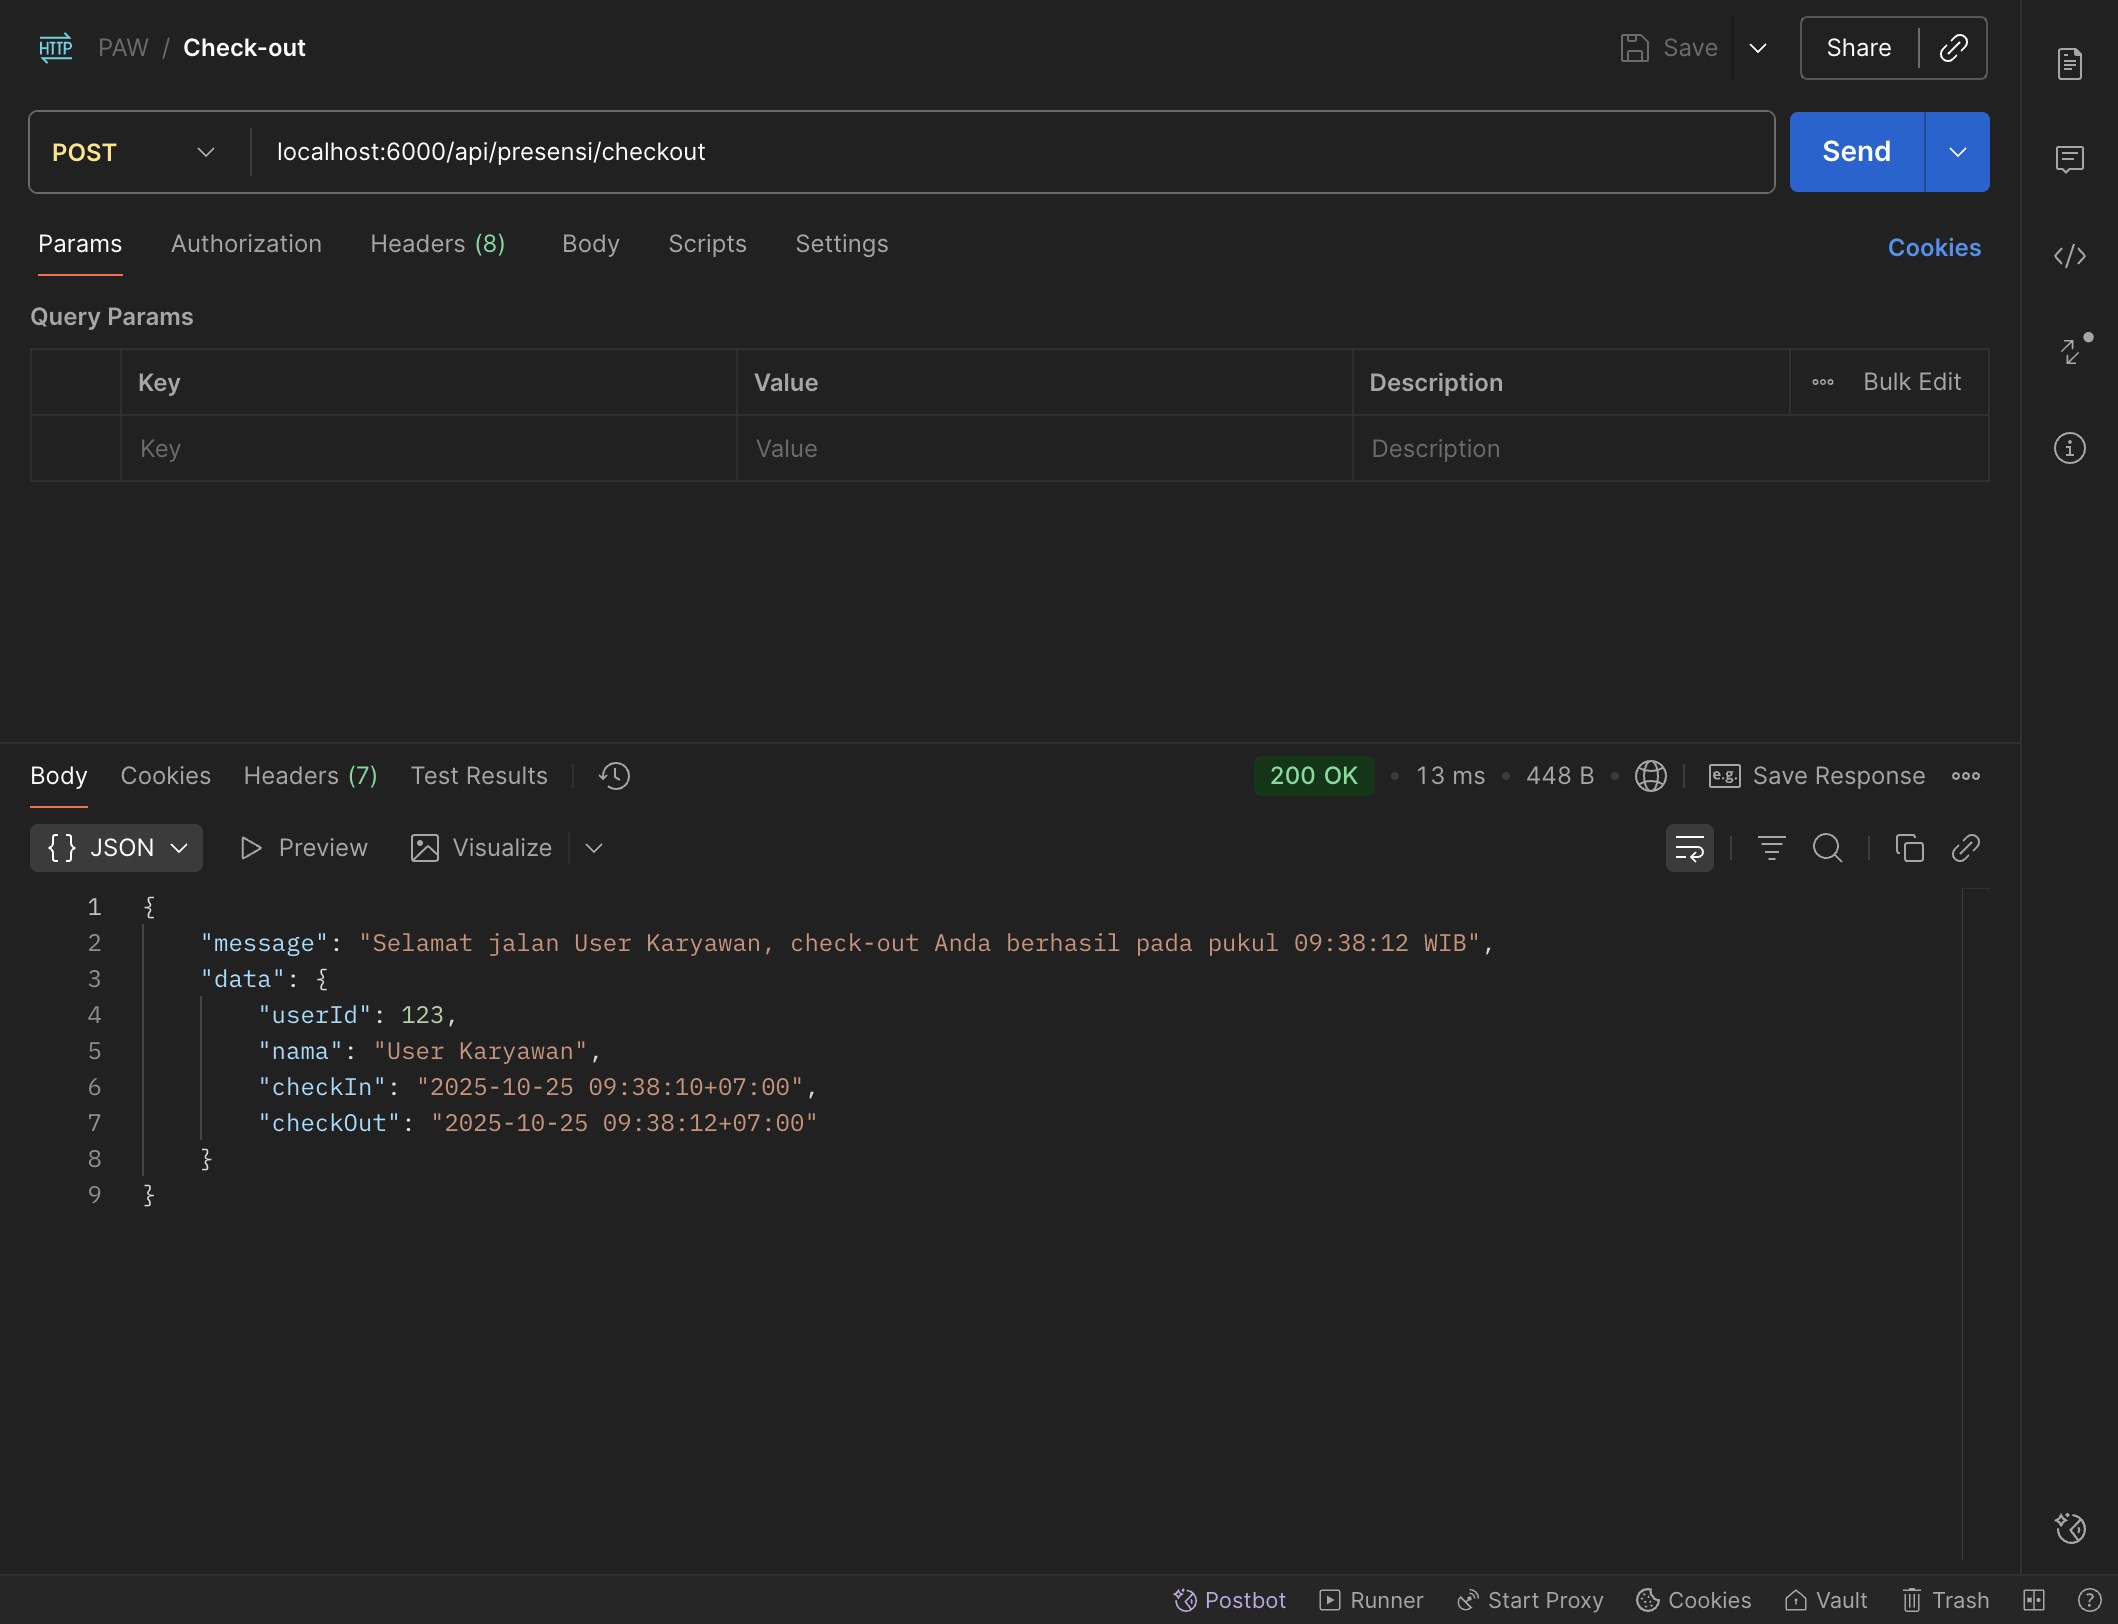 HTTP PAW / Check-out Save Share
POST localhost:6000/api/presensi/checkout Send
Params Authorization Headers (8) Body Scripts Settings Cookies
Query Params
Key Value Description Bulk Edit
Key Value Description
Body Cookies Headers (7) Test Results 200 OK 13 ms 448 B e.g. Save Response
{} JSON Preview Visualize
1 {
2 "message": "Selamat jalan User Karyawan, check-out Anda berhasil pada pukul 09:38:12 WIB",
3 "data": {
4 "userId": 123,
5 "nama": "User Karyawan",
6 "checkIn": "2025-10-25 09:38:10+07:00",
7 "checkOut": "2025-10-25 09:38:12+07:00"
8 }
9 }
Postbot Runner Start Proxy Cookies Vault Trash